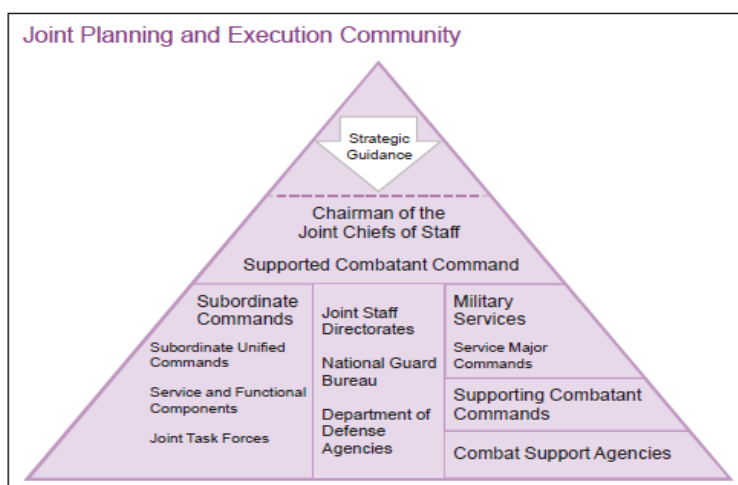 Joint Planning and Execution Community
Strategic
Guidance
Chairman of the
Joint Chiefs of Staff
Supported Combatant Command
Subordinate
Commands
Subordinate Unified
Commands
Service and Functional
Components
Joint Task Forces
Joint Staff
Directorates
National Guard
Bureau
Department of
Defense
Agencies
Military
Services
Service Major
Commands
Supporting Combatant
Commands
Combat Support Agencies